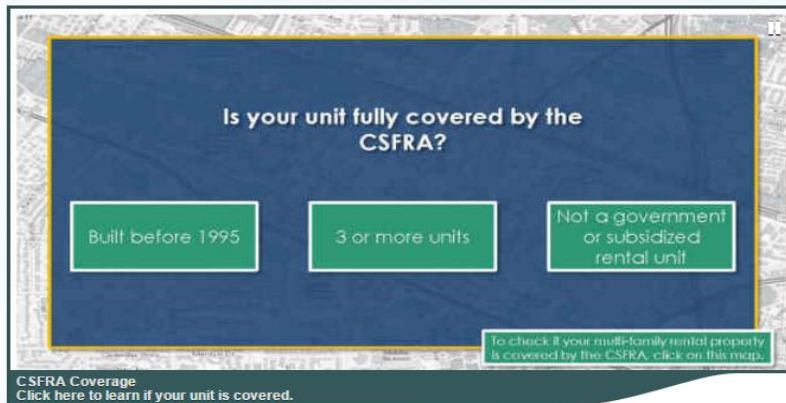 Is your unit fully covered by the
CSFRA?
Built before 1995
3 or more units
Not a government
or subsidized
rental unit
To check if your multi-family rental property
is covered by the CSFRA, click on this map.
CSFRA Coverage
Click here to learn if your unit is covered.